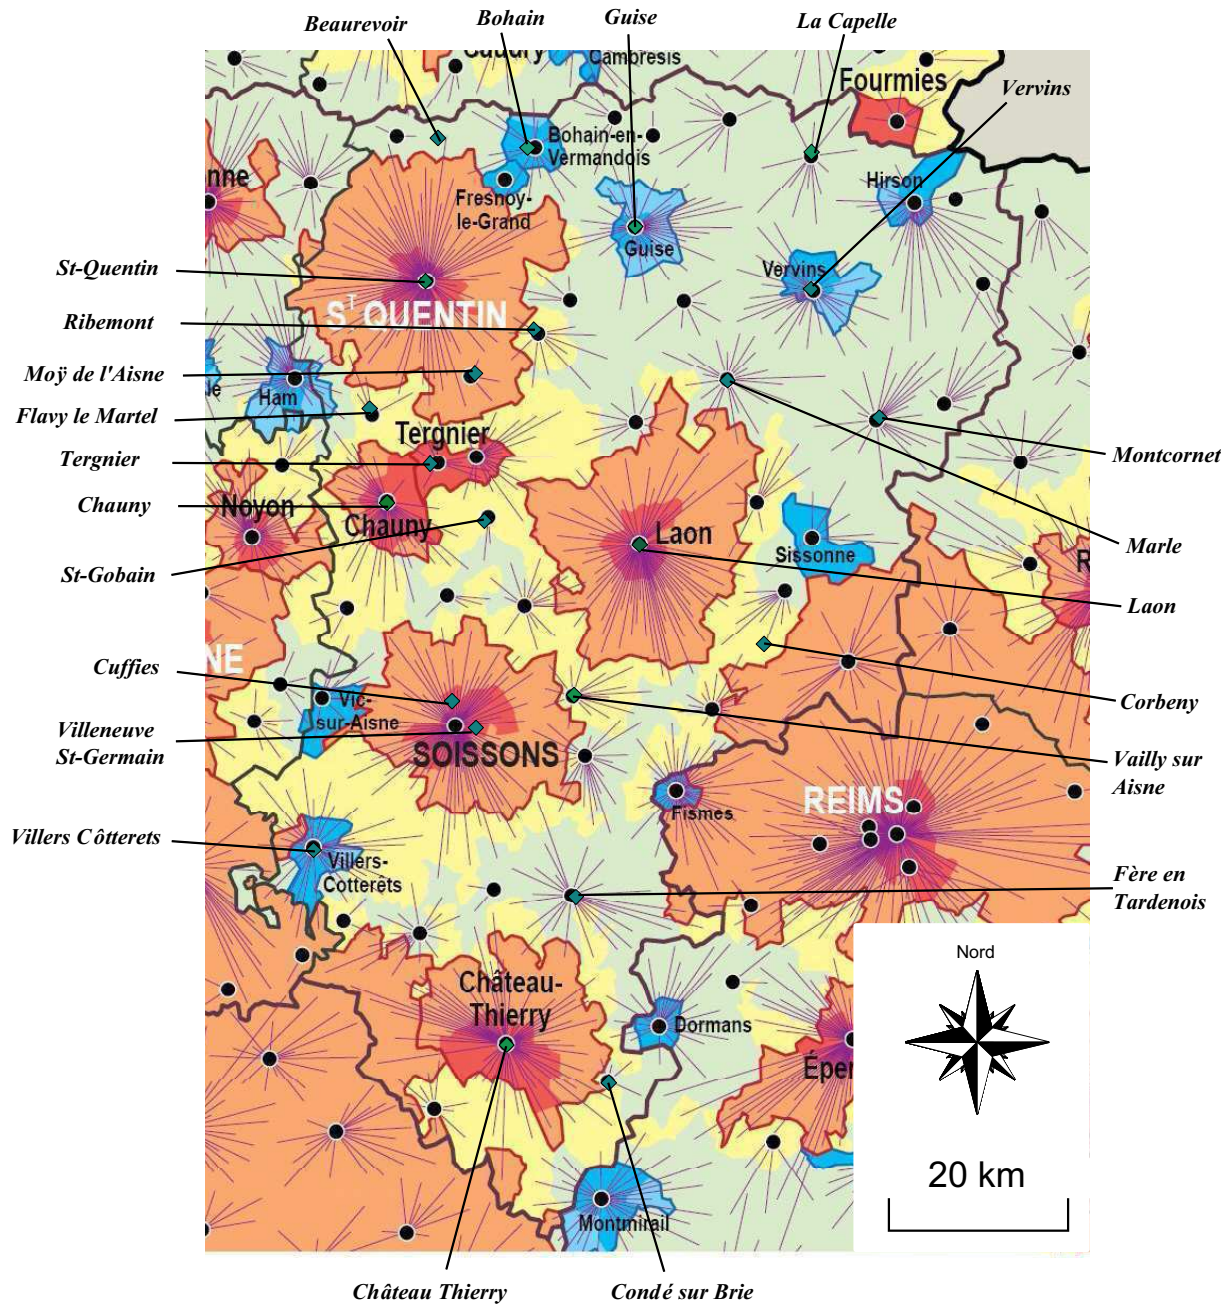 Beaurevoir
Bohain
Guise
La Capelle
Vervins
Cambrésis
Fourmies
Bohain-en-
Vermandois
Fresnoy-
le-Grand
Hirson
Guise
Vervins
St-Quentin
ST QUENTIN
Ribemont
Moÿ de l'Aisne
Flavy le Martel
Ham
Tergnier
Tergnier
Chauny
Noyon
Chauny
Laon
Sissonne
St-Gobain
Montcornet
Marle
Laon
Cuffies
Vic-
sur-Aisne
Villeneuve
St-Germain
SOISSONS
Corbeny
Vailly sur
Aisne
Fismes
REIMS
Villers Côtterets
Villers-
Cotterêts
Fère en
Tardenois
Château-
Thierry
Dormans
Éper
Nord
20 km
Montmirail
Château Thierry
Condé sur Brie